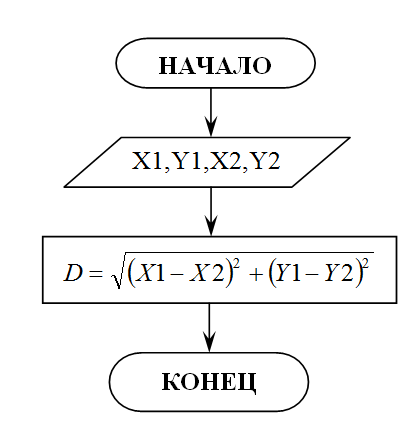 НАЧАЛО
X1,Y1,X2,Y2
D = √(X1 − X2)² + (Y1 − Y2)²
КОНЕЦ